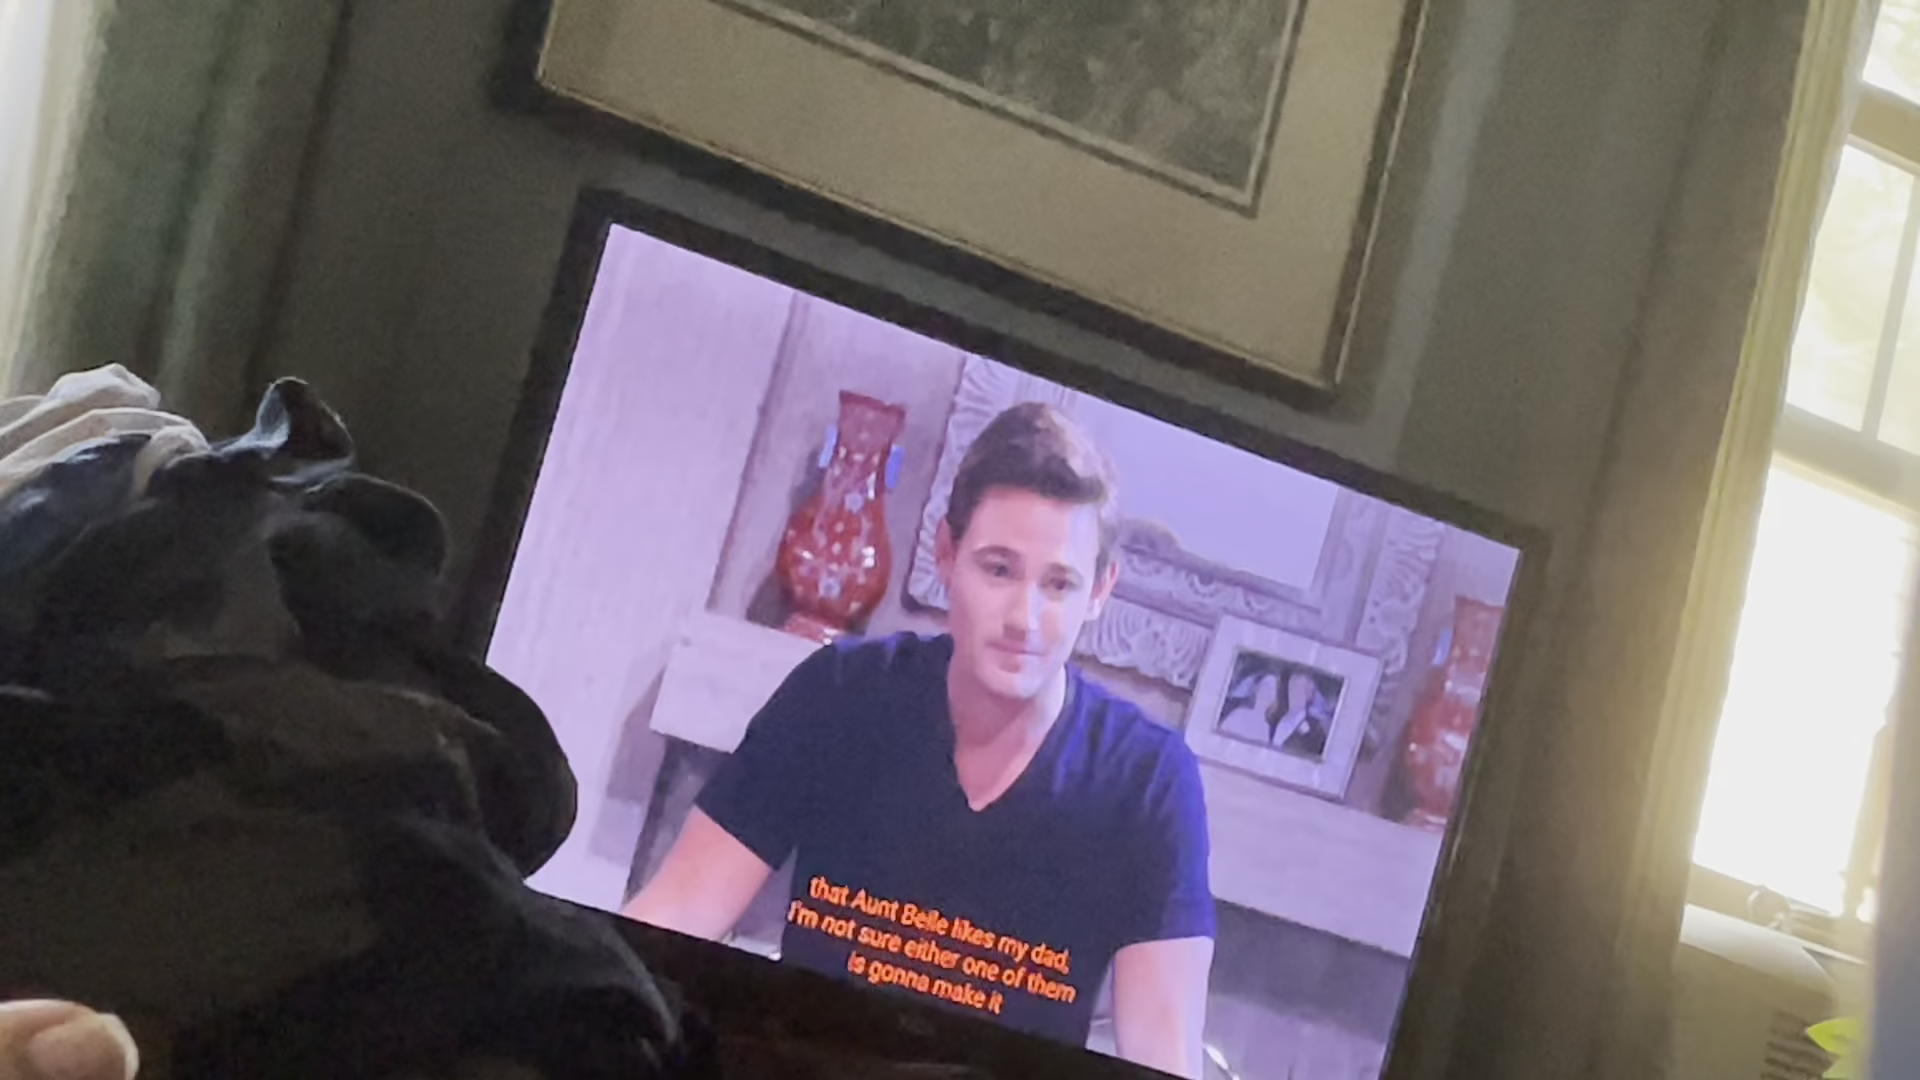 that Aunt Belle likes my dad,
I'm not sure either one of them
is gonna make it